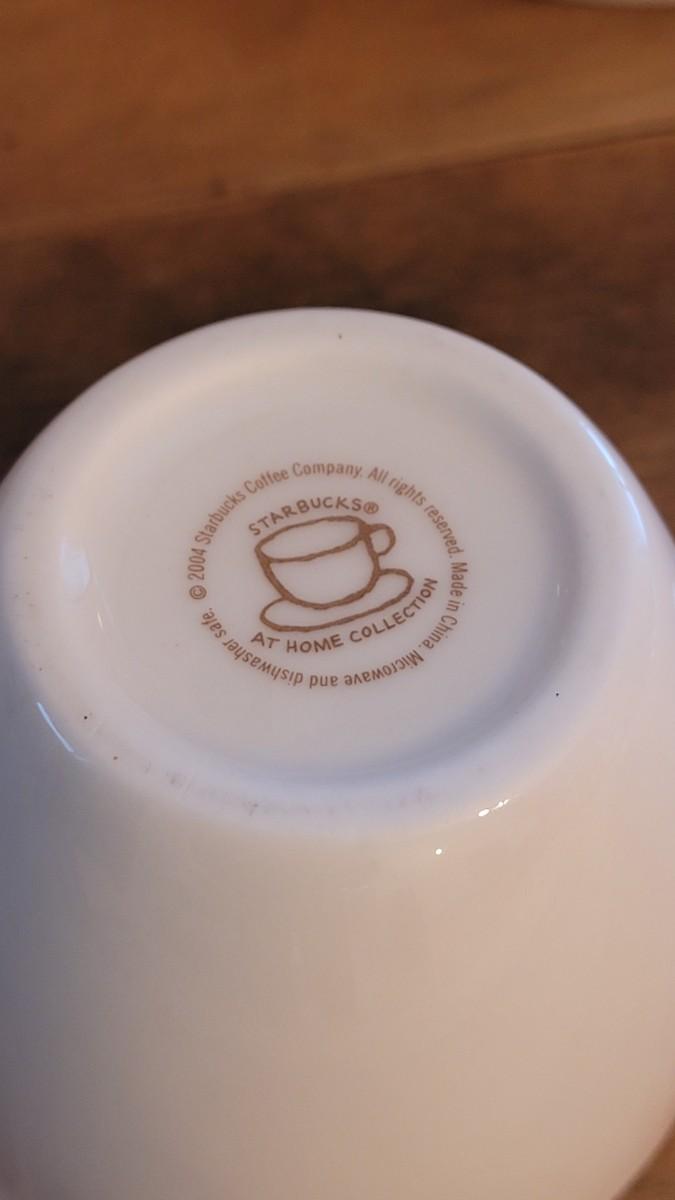 © 2004 Starbucks Coffee Company. All rights reserved. Made in China. Microwave and dishwasher safe.
STARBUCKS®
AT HOME COLLECTION